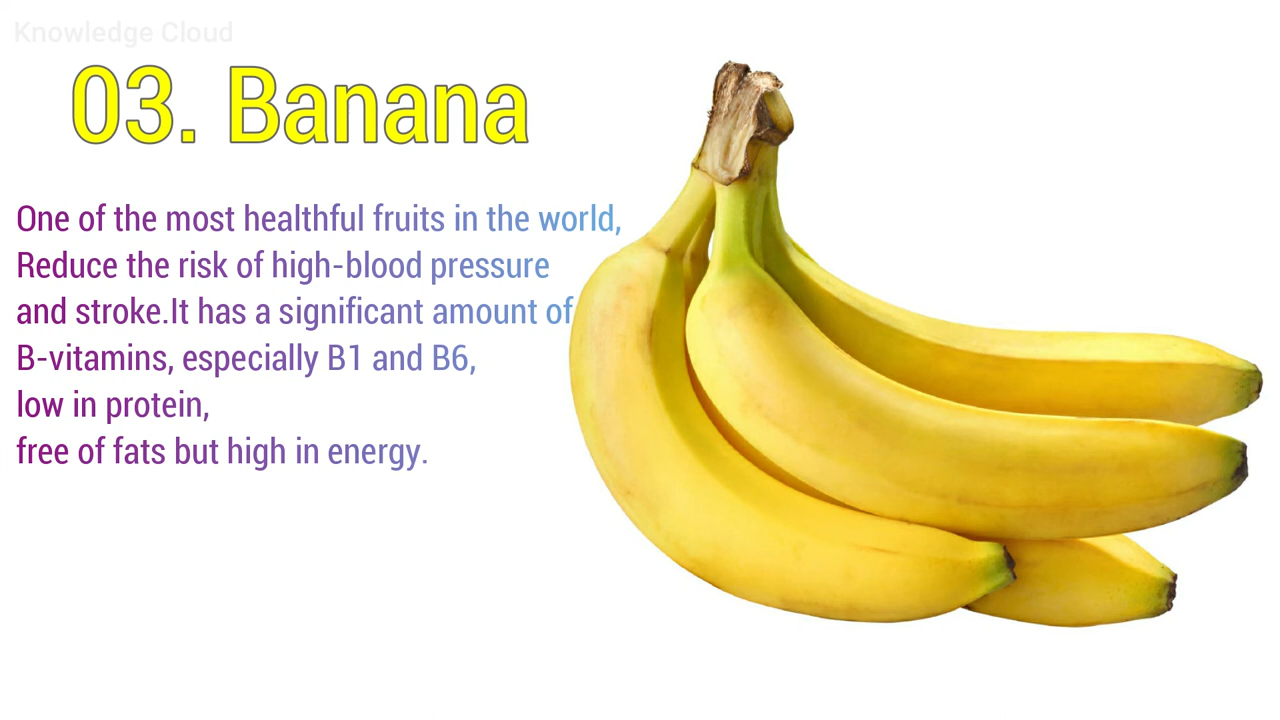 Knowledge Cloud
03. Banana
One of the most healthful fruits in the world,
Reduce the risk of high-blood pressure
and stroke.It has a significant amount of
B-vitamins, especially B1 and B6,
low in protein,
free of fats but high in energy.